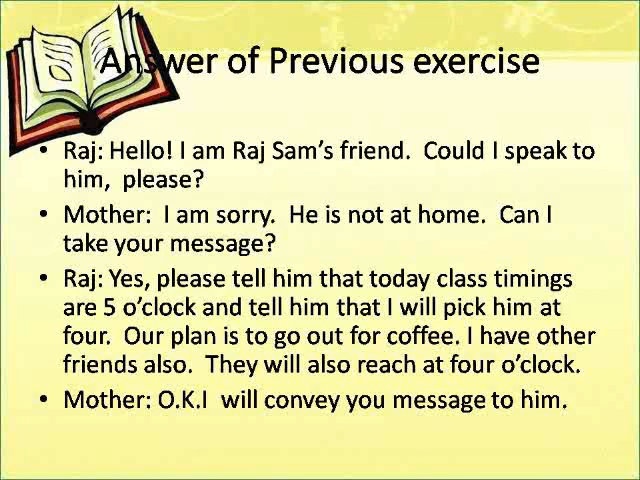 Answer of Previous exercise
• Raj: Hello! I am Raj Sam's friend. Could I speak to
him, please?
• Mother: I am sorry. He is not at home. Can I
take your message?
• Raj: Yes, please tell him that today class timings
are 5 o'clock and tell him that I will pick him at
four. Our plan is to go out for coffee. I have other
friends also. They will also reach at four o'clock.
• Mother: O.K.I will convey you message to him.